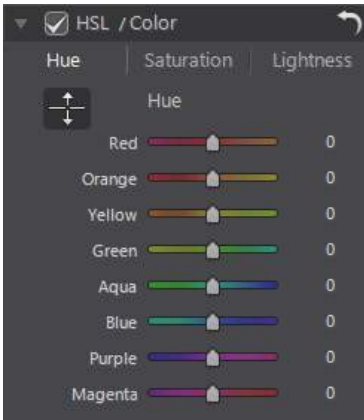 HSL / Color
Hue Saturation Lightness
Hue
Red 0
Orange 0
Yellow 0
Green 0
Aqua 0
Blue 0
Purple 0
Magenta 0